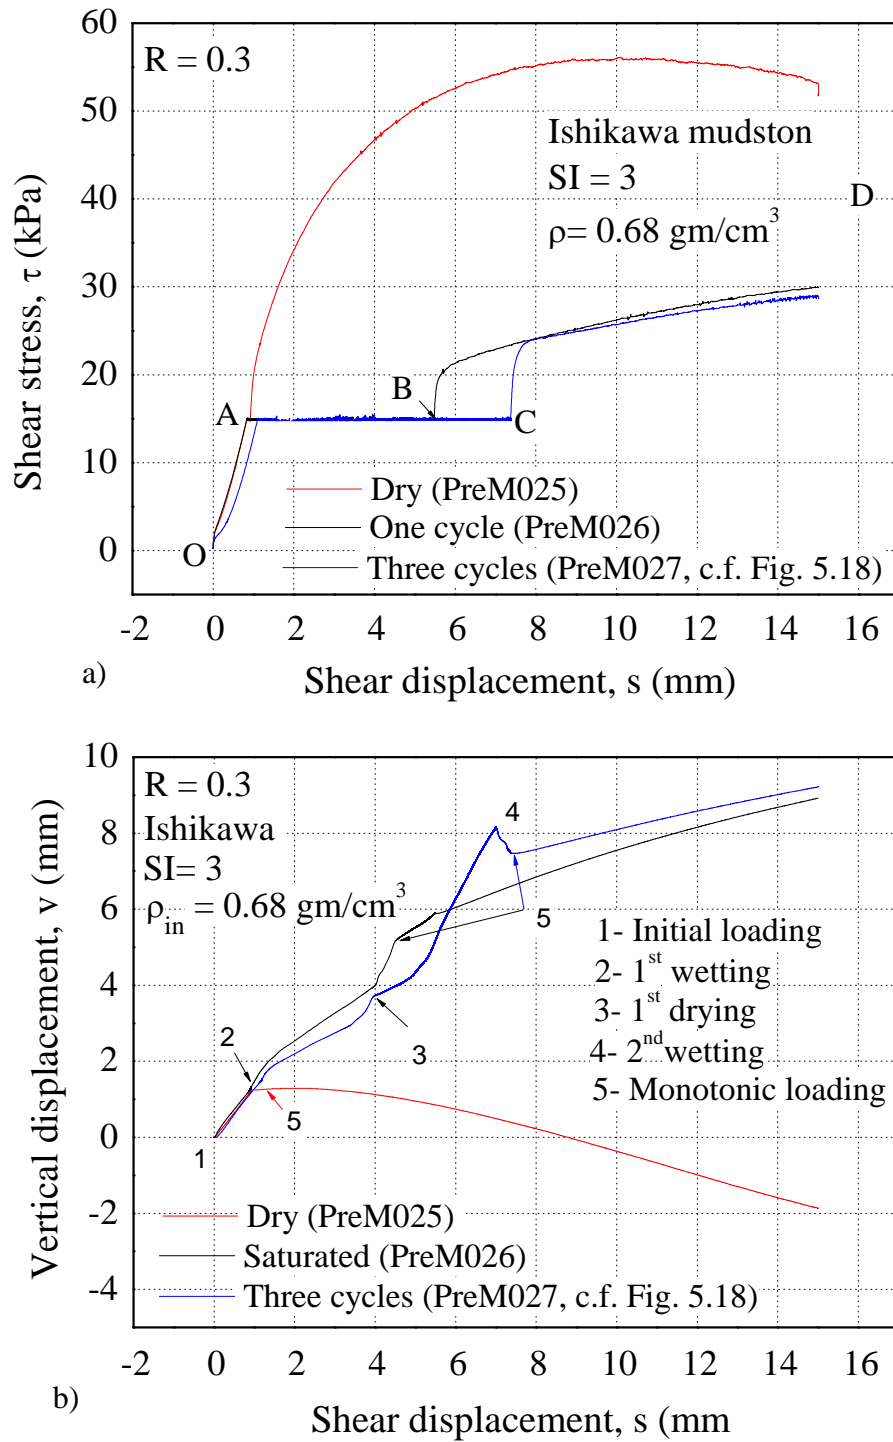 60
50
40
30
20
10
0
Shear stress, τ (kPa)
R = 0.3
Ishikawa mudston
SI = 3
ρ= 0.68 gm/cm³
D
B
A
C
O
Dry (PreM025)
One cycle (PreM026)
Three cycles (PreM027, c.f. Fig. 5.18)
-2 0 2 4 6 8 10 12 14 16
a)
Shear displacement, s (mm)
10
8
6
4
2
0
-2
-4
Vertical displacement, v (mm)
R = 0.3
Ishikawa
SI= 3
ρin = 0.68 gm/cm³
4
5
2
3
5
1
1- Initial loading
2- 1st wetting
3- 1st drying
4- 2nd wetting
5- Monotonic loading
Dry (PreM025)
Saturated (PreM026)
Three cycles (PreM027, c.f. Fig. 5.18)
-2 0 2 4 6 8 10 12 14 16
b)
Shear displacement, s (mm